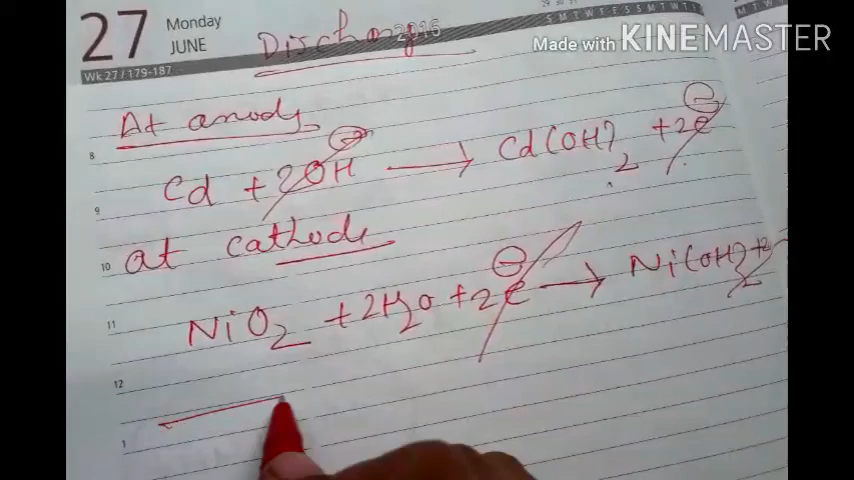 27 Monday
JUNE
Wk 27 / 179-187
S M T W T F S S M T W T F S
Made with KINEMASTER
At anode
8
Cd + 2OH⊖ → Cd(OH)2 + 2e⊖
9
at cathode
10
NiO2 + 2H2O + 2e⊖ → Ni(OH)2 + 2
11
12
1